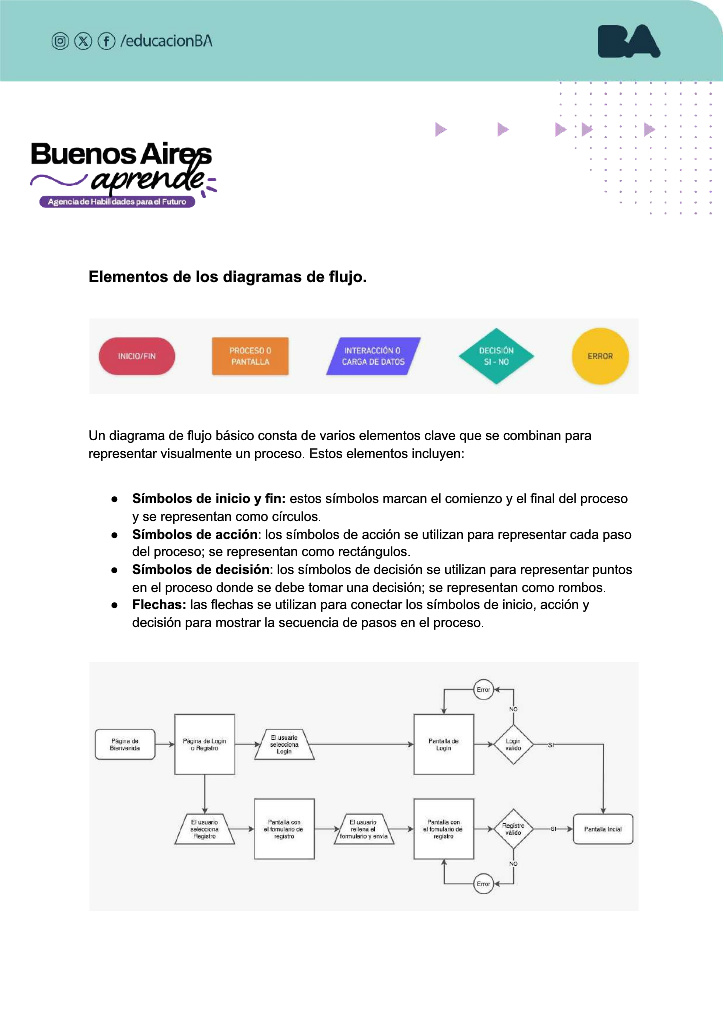 /educacionBA
BA
Buenos Aires
aprende
Agencia de Habilidades para el Futuro
Elementos de los diagramas de flujo.
INICIO/FIN
PROCESO O
PANTALLA
INTERACCIÓN O
CARGA DE DATOS
DECISIÓN
SI - NO
ERROR
Un diagrama de flujo básico consta de varios elementos clave que se combinan para
representar visualmente un proceso. Estos elementos incluyen:
● Símbolos de inicio y fin: estos símbolos marcan el comienzo y el final del proceso
y se representan como círculos.
● Símbolos de acción: los símbolos de acción se utilizan para representar cada paso
del proceso; se representan como rectángulos.
● Símbolos de decisión: los símbolos de decisión se utilizan para representar puntos
en el proceso donde se debe tomar una decisión; se representan como rombos.
● Flechas: las flechas se utilizan para conectar los símbolos de inicio, acción y
decisión para mostrar la secuencia de pasos en el proceso.
Error
NO
Página de
Bienvenida
Página de Login
o Registro
El usuario
selecciona
Login
Pantalla de
Login
Login
válido
SI
El usuario
selecciona
Registro
Pantalla con
el fomulario de
registro
El usuario
rellena el
formulario y envía
Pantalla con
el fomulario de
registro
Registro
válido
SI
Pantalla Inicial
NO
Error